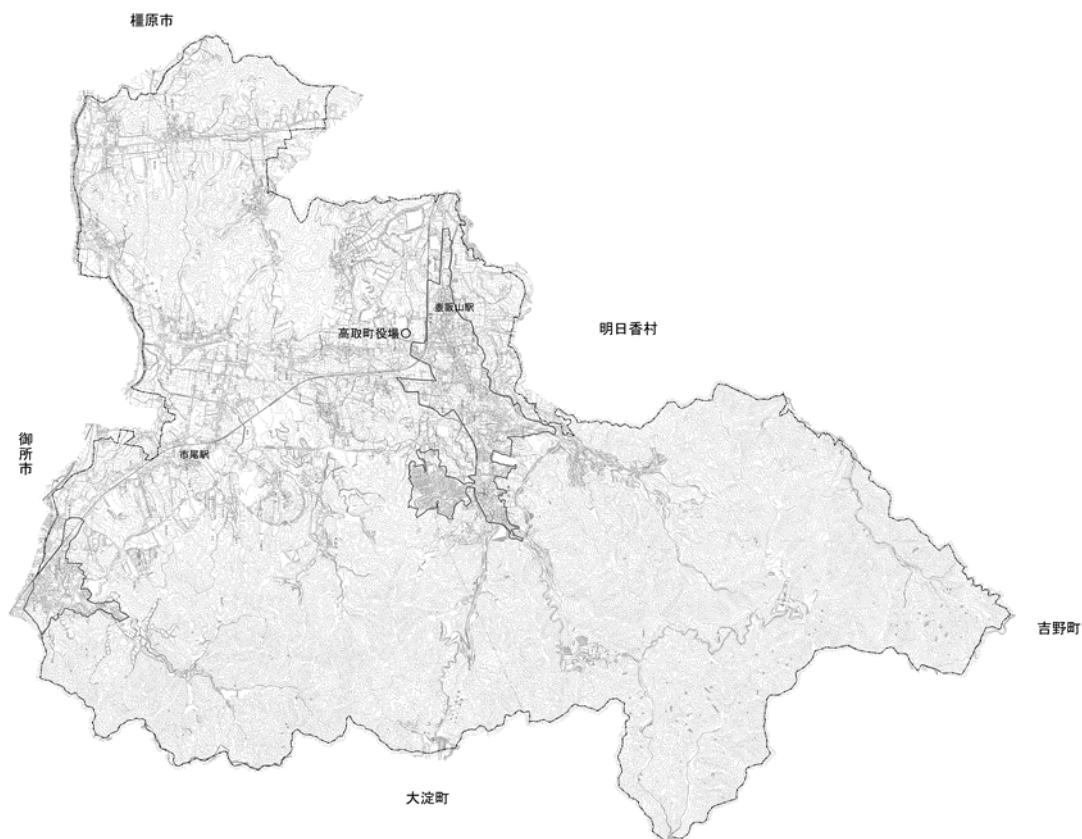 橿原市
壺阪山駅
高取町役場
明日香村
御所市
市尾駅
吉野町
大淀町